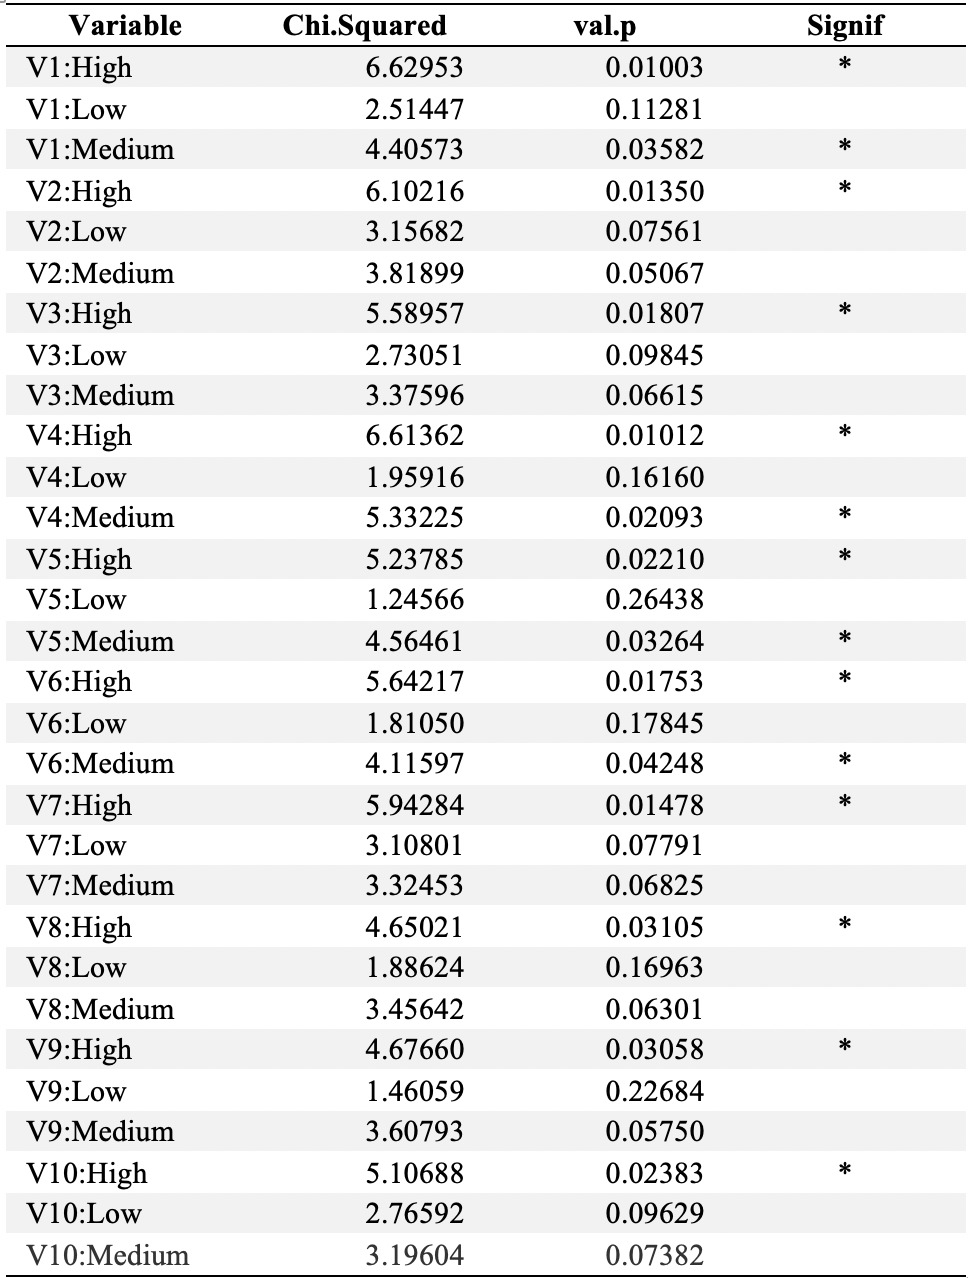 Variable Chi.Squared val.p Signif
V1:High 6.62953 0.01003 *
V1:Low 2.51447 0.11281
V1:Medium 4.40573 0.03582 *
V2:High 6.10216 0.01350 *
V2:Low 3.15682 0.07561
V2:Medium 3.81899 0.05067
V3:High 5.58957 0.01807 *
V3:Low 2.73051 0.09845
V3:Medium 3.37596 0.06615
V4:High 6.61362 0.01012 *
V4:Low 1.95916 0.16160
V4:Medium 5.33225 0.02093 *
V5:High 5.23785 0.02210 *
V5:Low 1.24566 0.26438
V5:Medium 4.56461 0.03264 *
V6:High 5.64217 0.01753 *
V6:Low 1.81050 0.17845
V6:Medium 4.11597 0.04248 *
V7:High 5.94284 0.01478 *
V7:Low 3.10801 0.07791
V7:Medium 3.32453 0.06825
V8:High 4.65021 0.03105 *
V8:Low 1.88624 0.16963
V8:Medium 3.45642 0.06301
V9:High 4.67660 0.03058 *
V9:Low 1.46059 0.22684
V9:Medium 3.60793 0.05750
V10:High 5.10688 0.02383 *
V10:Low 2.76592 0.09629
V10:Medium 3.19604 0.07382